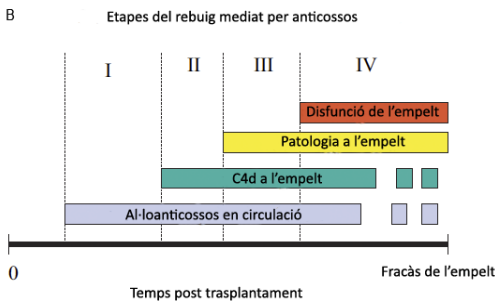 B
Etapes del rebuig mediat per anticossos
I II III IV
Disfunció de l'empelt
Patologia a l'empelt
C4d a l'empelt
Al·loanticossos en circulació
0
Fracàs de l'empelt
Temps post trasplantament